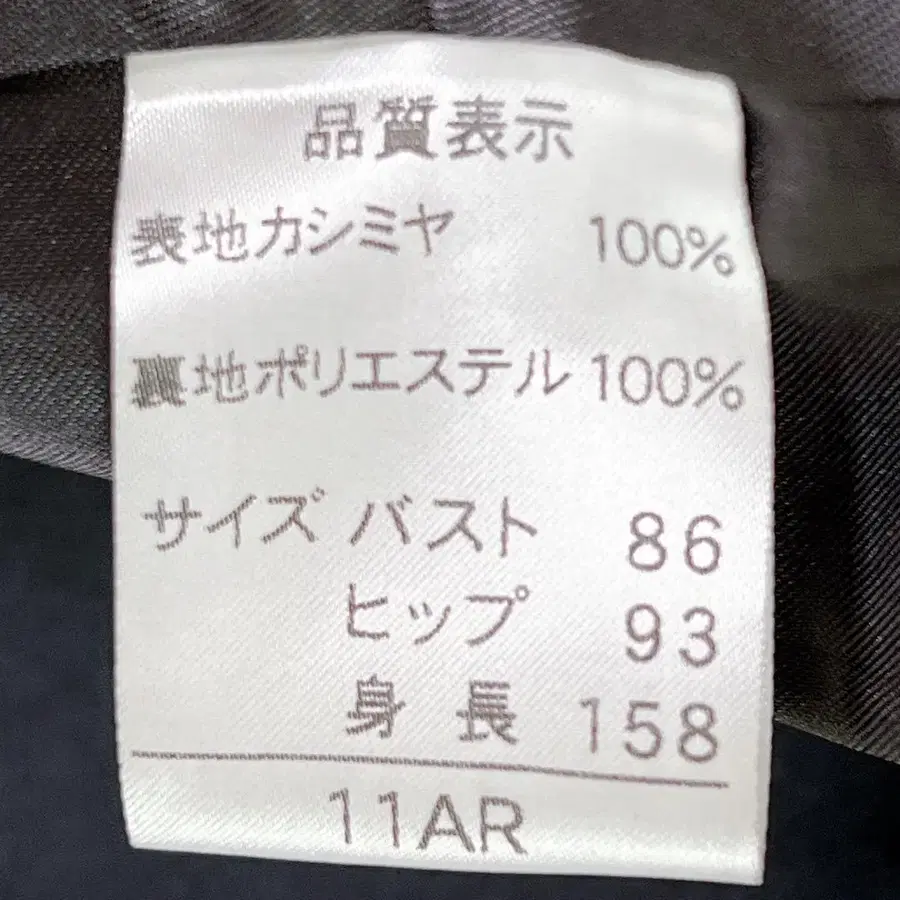 品質表示
表地カシミヤ 100%
裏地ポリエステル 100%
サイズ バスト 86
ヒップ 93
身長 158
11AR